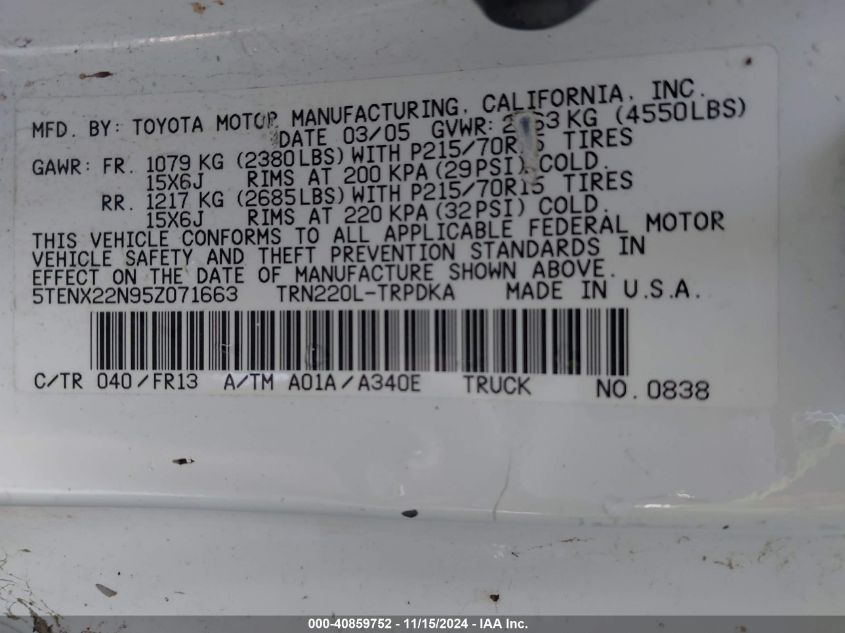 MFD. BY: TOYOTA MOTOR MANUFACTURING, CALIFORNIA, INC.
DATE 03/05 GVWR: KG (4550LBS)
GAWR: FR. 1079 KG (2380LBS) WITH P215/70R15 TIRES
15X6J RIMS AT 200 KPA (29PSI) COLD.
RR. 1217 KG (2685LBS) WITH P215/70R15 TIRES
15X6J RIMS AT 220 KPA (32PSI) COLD.
THIS VEHICLE CONFORMS TO ALL APPLICABLE FEDERAL MOTOR
VEHICLE SAFETY AND THEFT PREVENTION STANDARDS IN
EFFECT ON THE DATE OF MANUFACTURE SHOWN ABOVE.
5TENX22N95Z071663 TRN220L-TRPDKA MADE IN U.S.A.
C/TR 040/FR13 A/TM A01A/A340E TRUCK NO. 0838
000-40859752 - 11/15/2024 - IAA Inc.